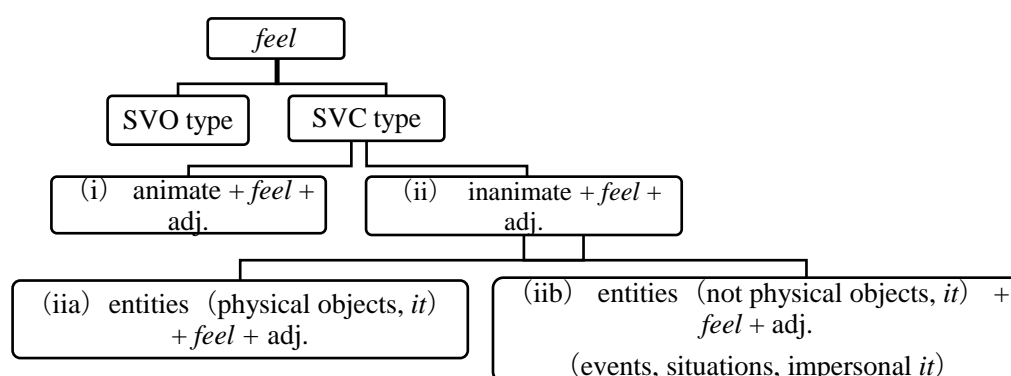 feel
SVO type
SVC type
（i） animate + feel +
adj.
（ii） inanimate + feel +
adj.
（iia）entities（physical objects, it）
+ feel + adj.
（iib） entities（not physical objects, it） +
feel + adj.
（events, situations, impersonal it）